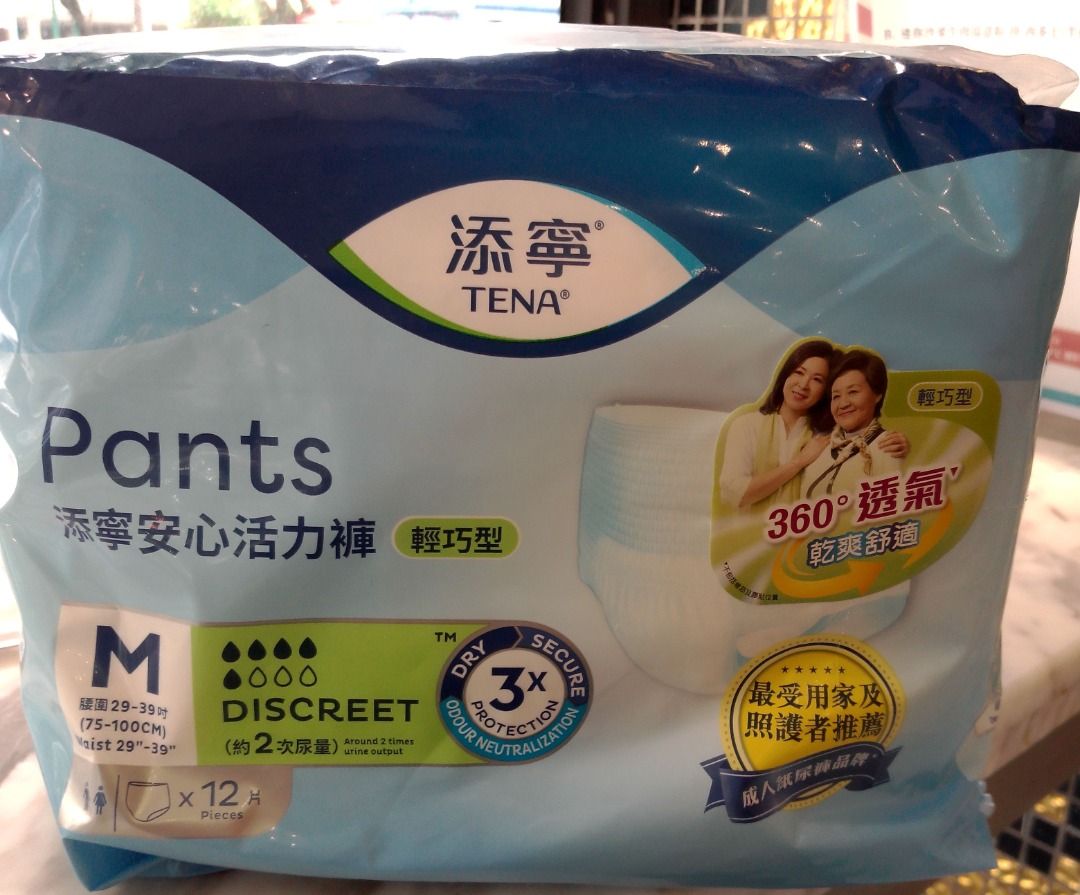 添寧®
TENA®
Pants
添寧安心活力褲 輕巧型
輕巧型
360°透氣
乾爽舒適
M
腰圍 29-39吋
(75-100CM)
Waist 29"-39"
DISCREET
(約2次尿量) Around 2 times
urine output
TM
DRY SECURE
3x
PROTECTION
ODOUR NEUTRALIZATION
x 12 片
Pieces
最受用家及
照護者推薦
成人紙尿褲品牌